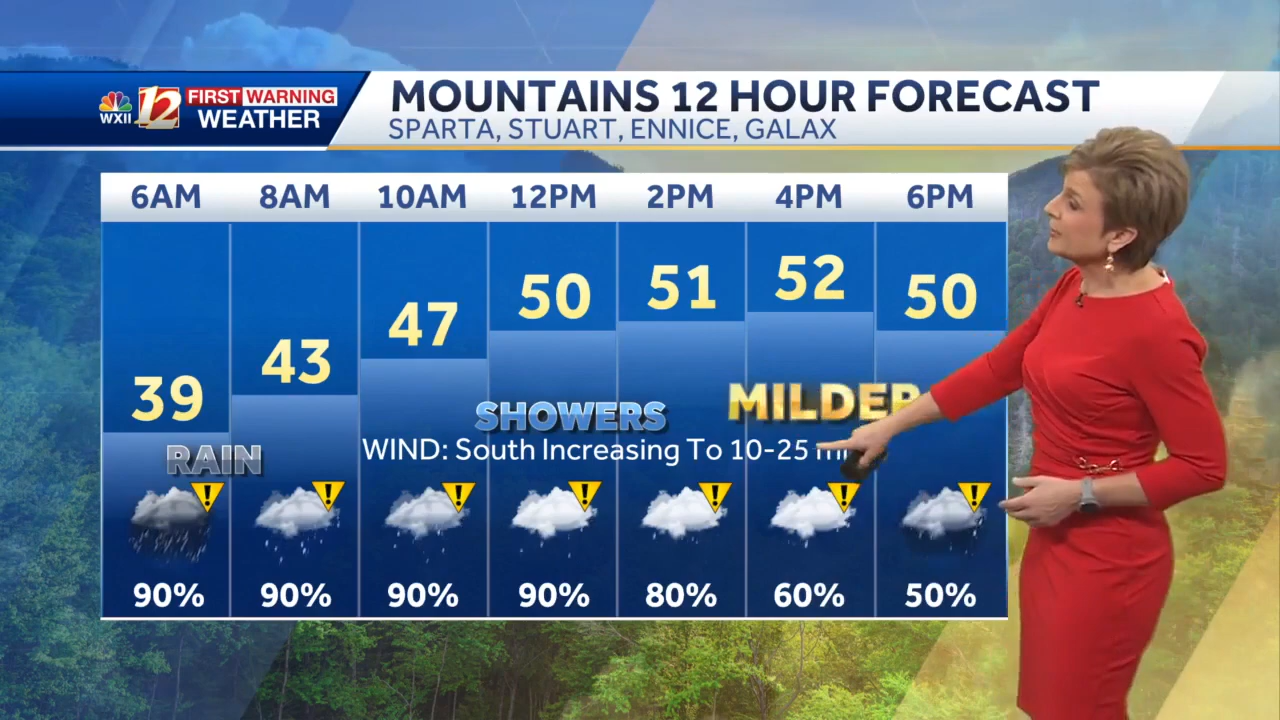 WXII 12 FIRST WARNING
WEATHER
MOUNTAINS 12 HOUR FORECAST
SPARTA, STUART, ENNICE, GALAX
6AM 8AM 10AM 12PM 2PM 4PM 6PM
39 43 47 50 51 52 50
RAIN SHOWERS MILDER
WIND: South Increasing To 10-25
! ! ! ! ! ! !
90% 90% 90% 90% 80% 60% 50%